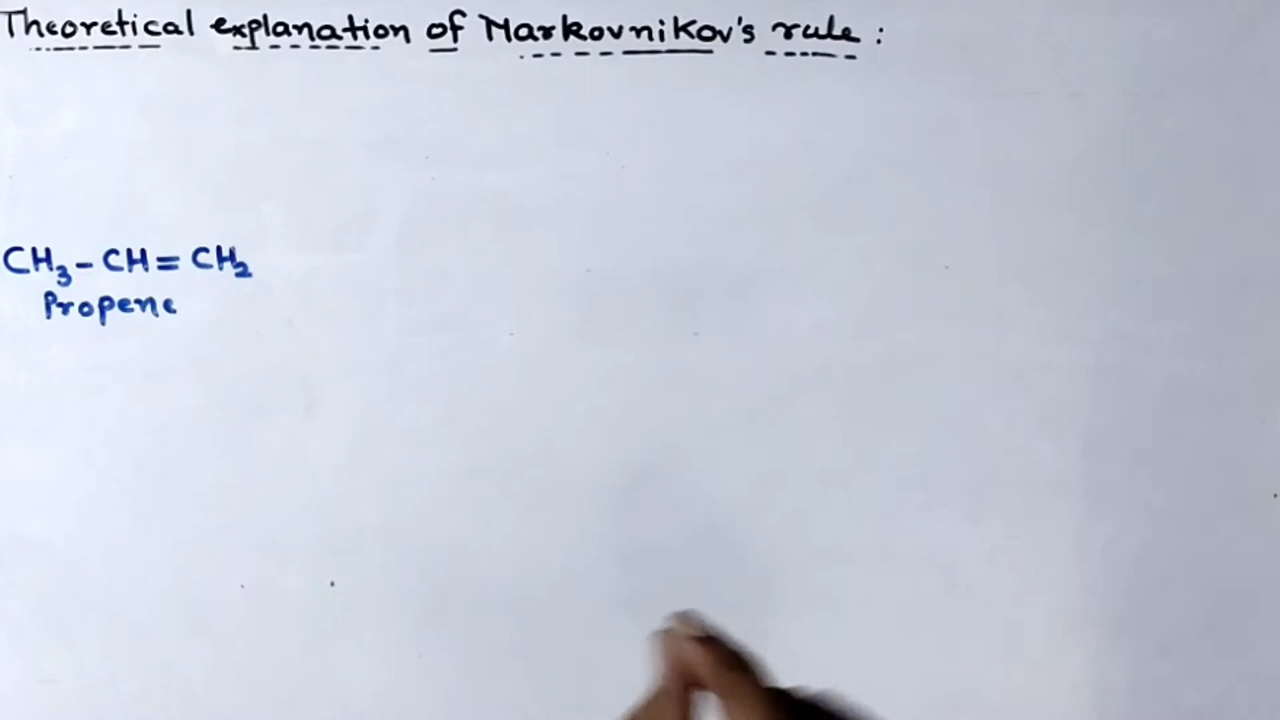 Theoretical explanation of Markovnikov's rule :
CH₃ - CH = CH₂
Propene